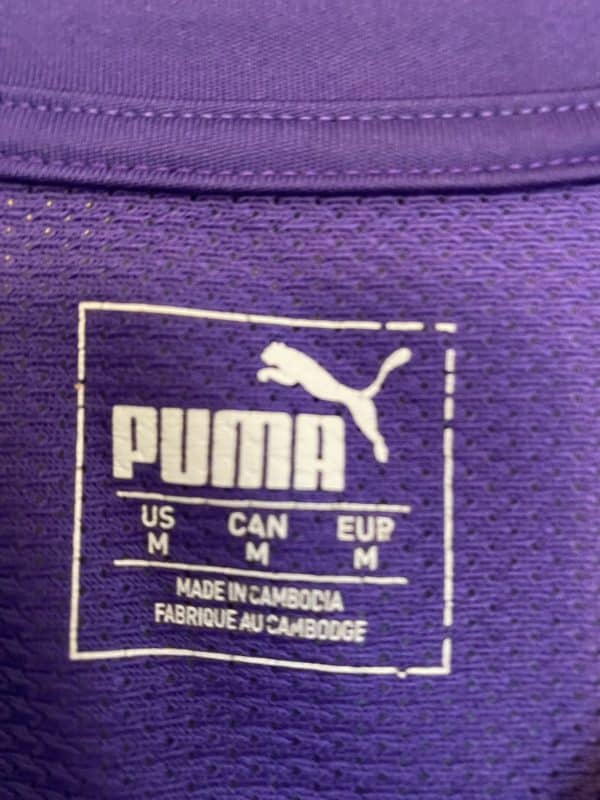 PUMA
US CAN EUR
M M M
MADE IN CAMBODIA
FABRIQUE AU CAMBODGE